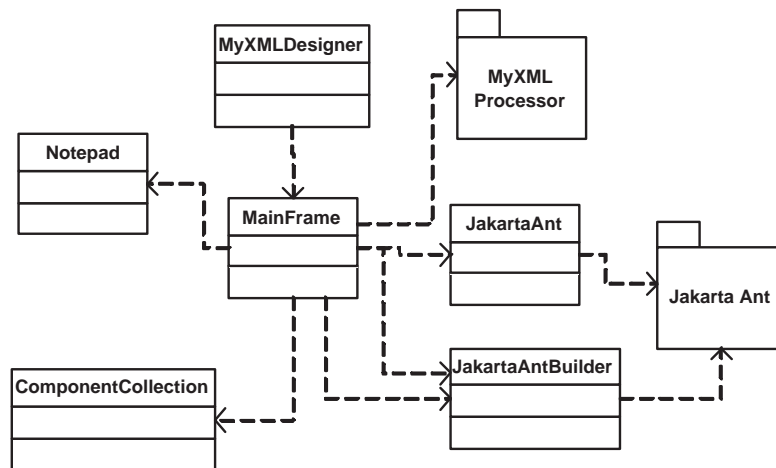 MyXMLDesigner
MyXML
Processor
Notepad
MainFrame
JakartaAnt
Jakarta Ant
ComponentCollection
JakartaAntBuilder